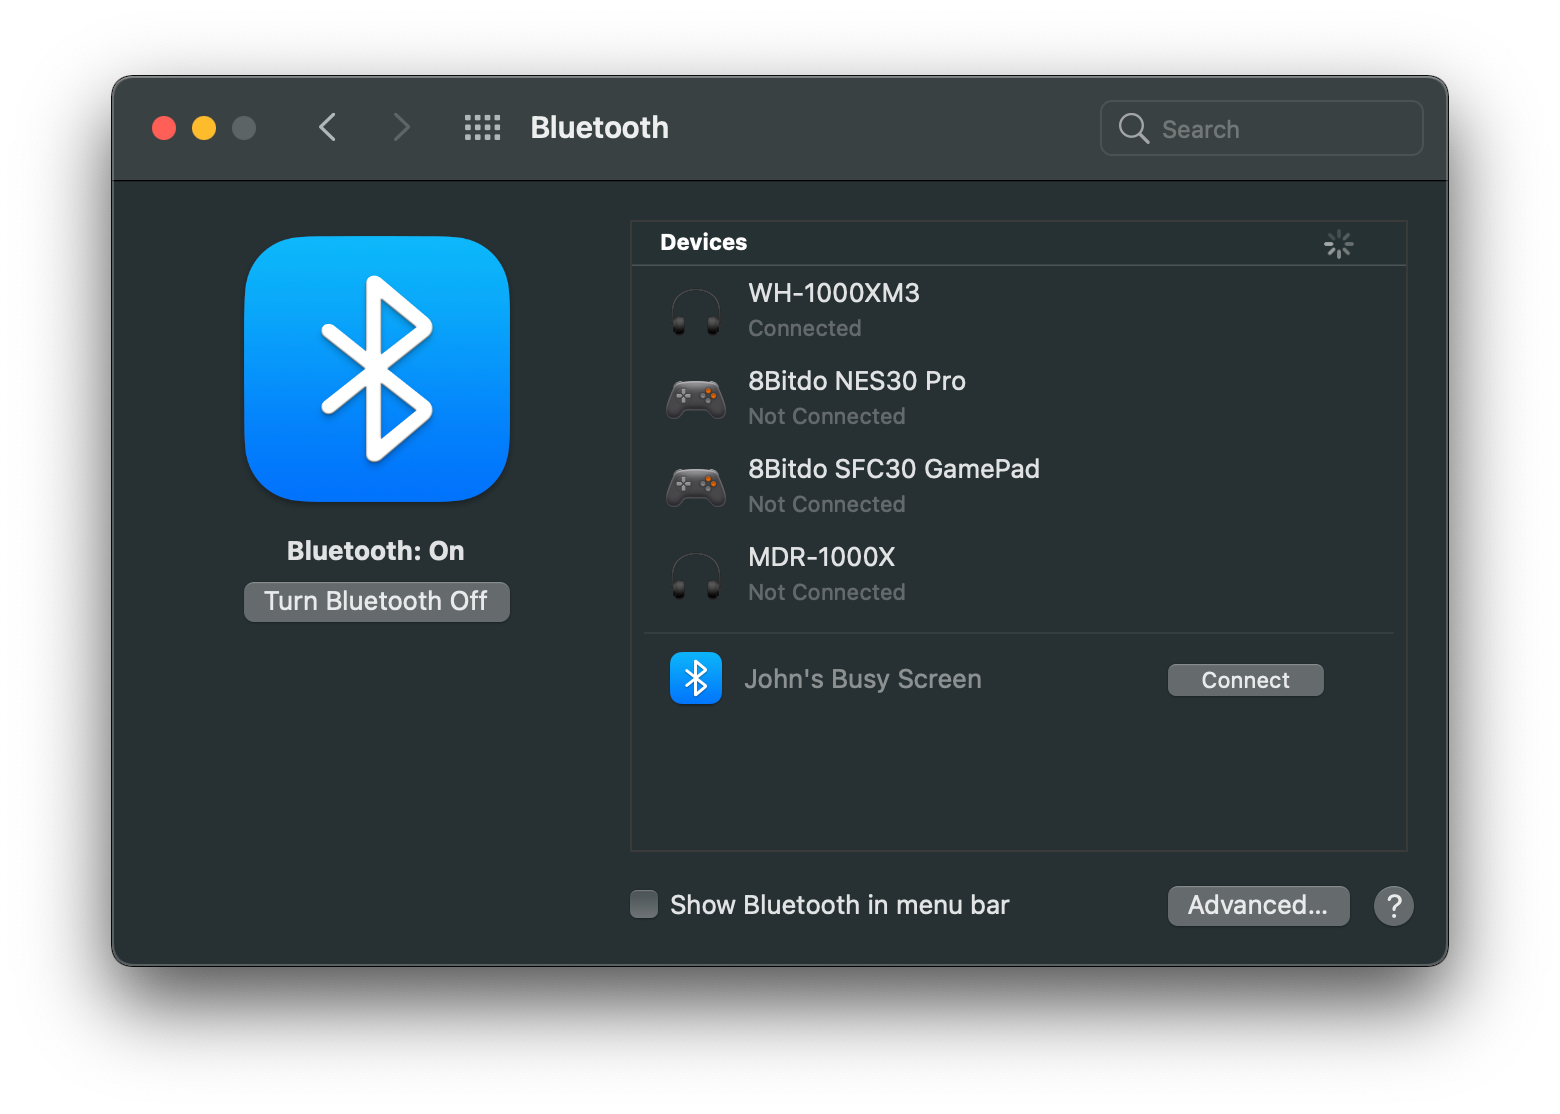 Bluetooth
Search
Devices
WH-1000XM3
Connected
8Bitdo NES30 Pro
Not Connected
8Bitdo SFC30 GamePad
Not Connected
MDR-1000X
Not Connected
John's Busy Screen
Connect
Bluetooth: On
Turn Bluetooth Off
Show Bluetooth in menu bar
Advanced...
?